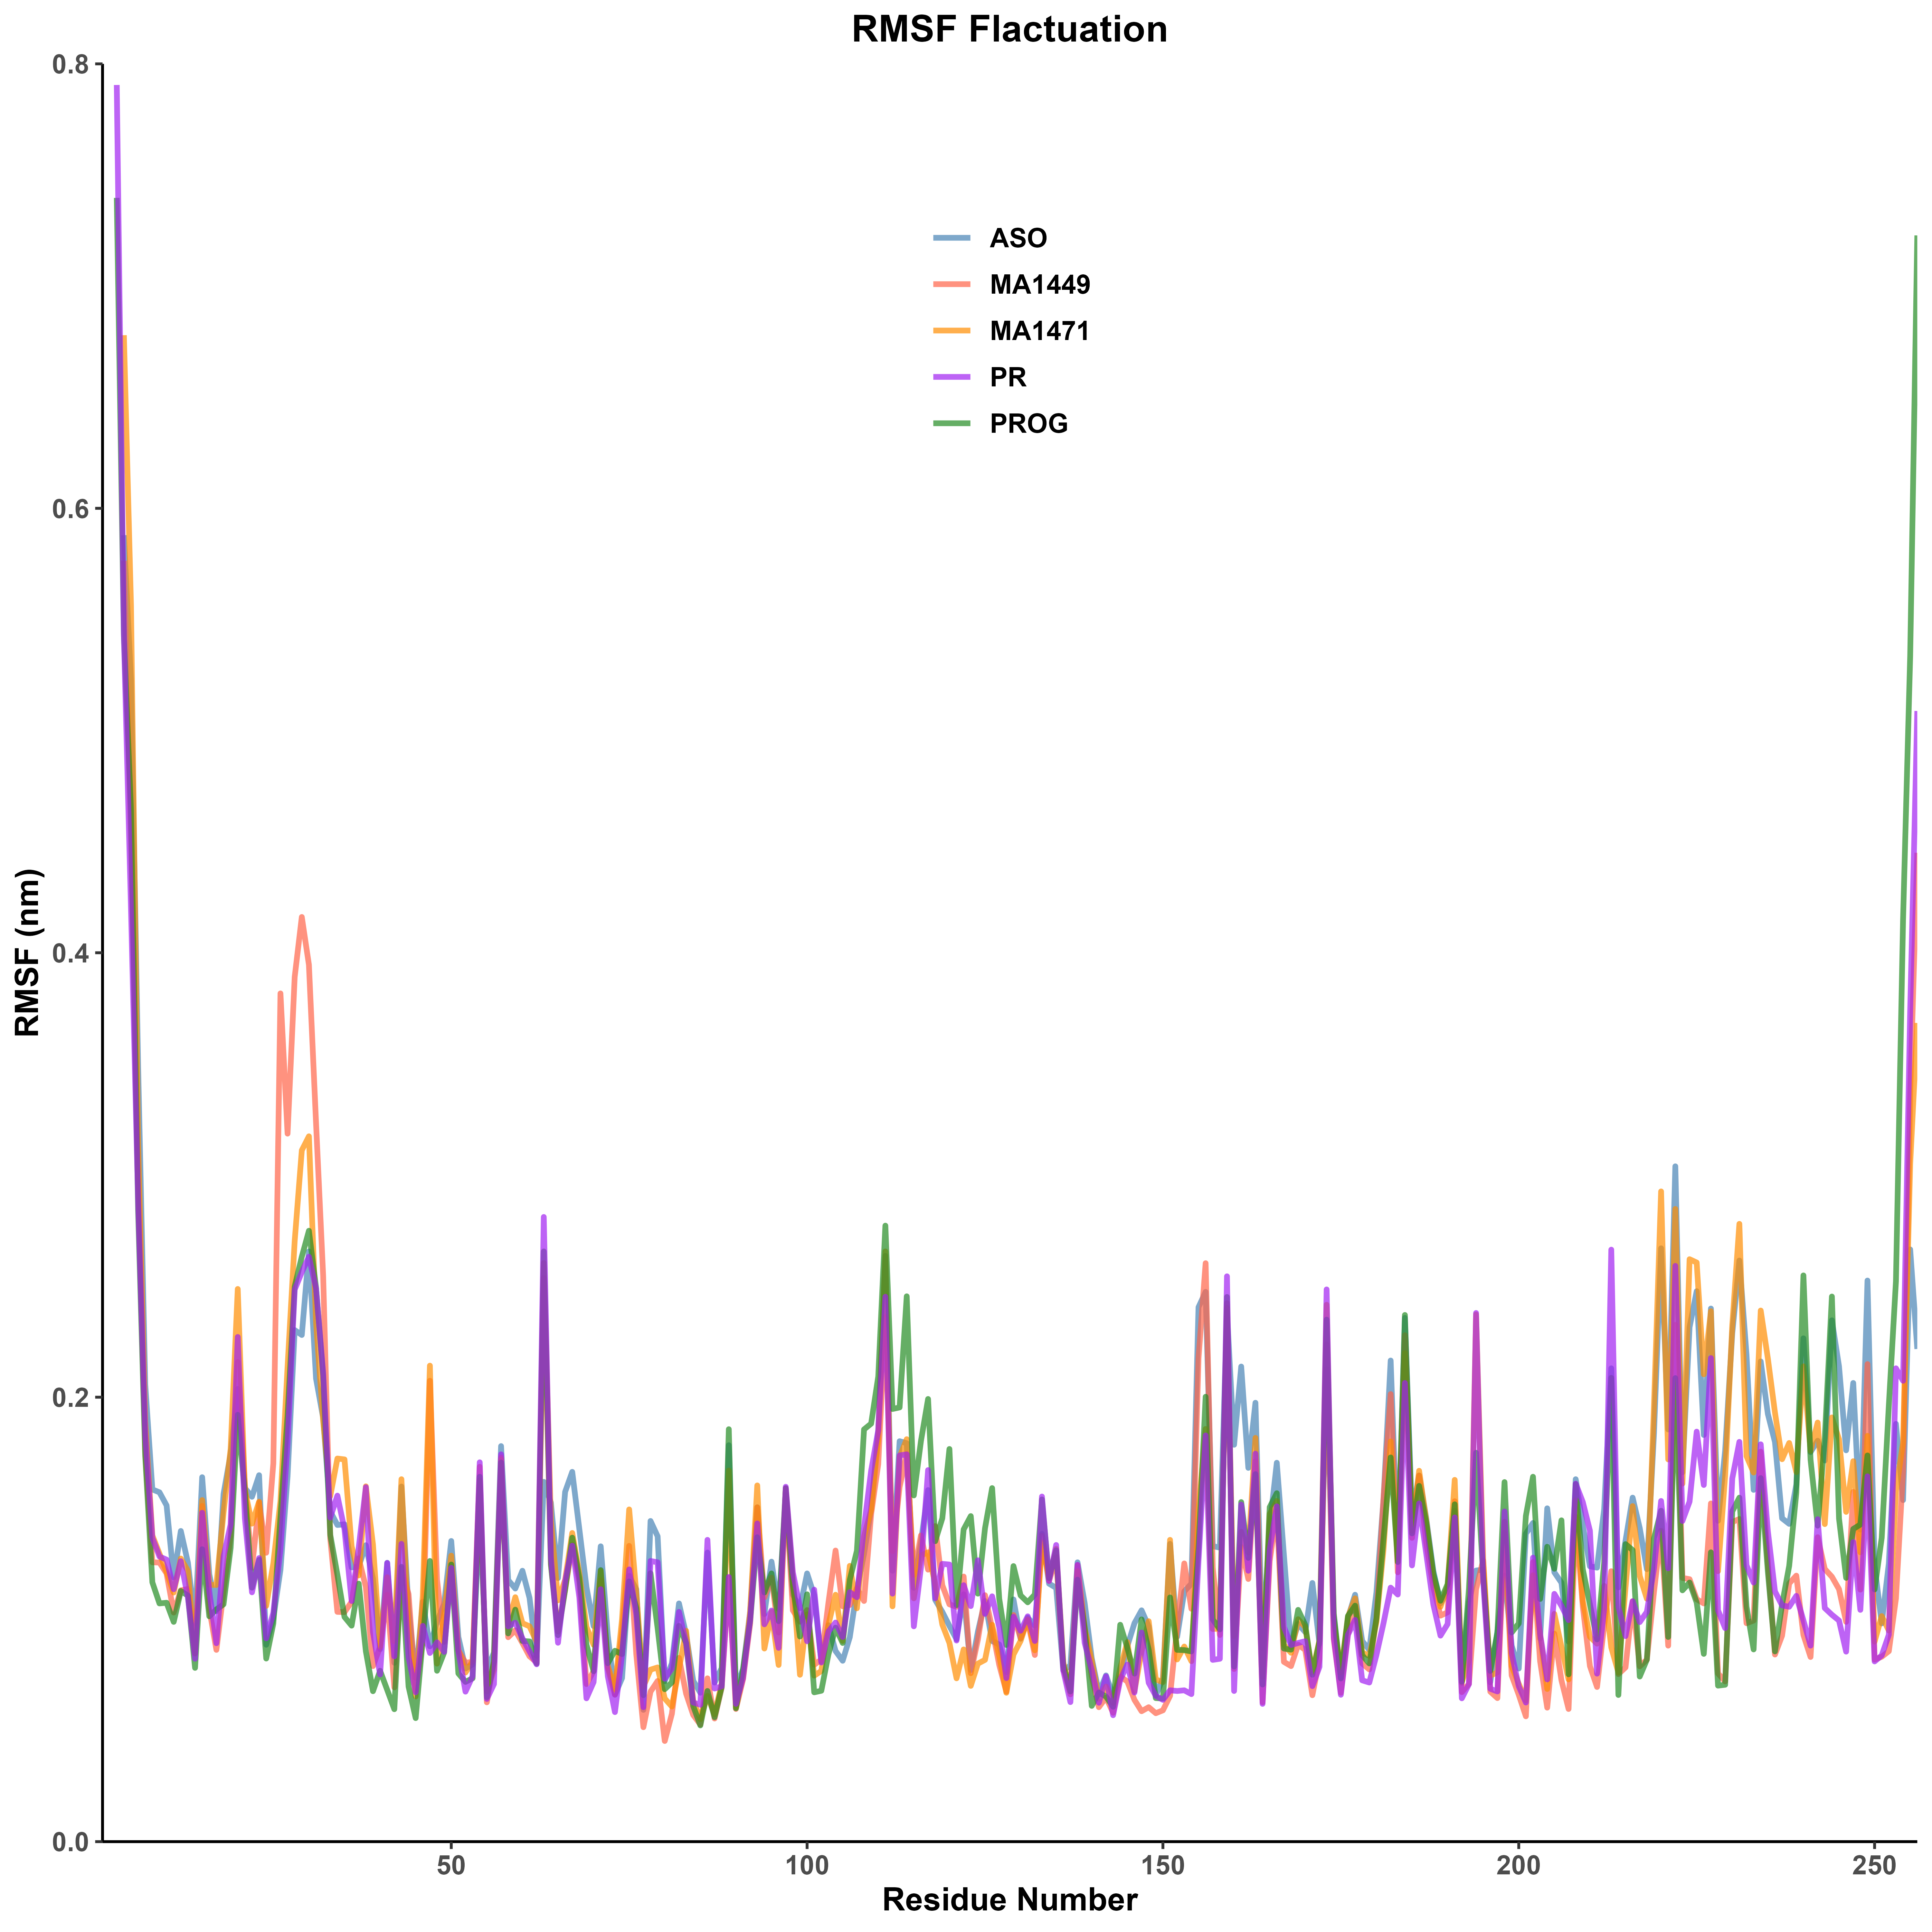 RMSF Flactuation
0.8
0.6
0.4
0.2
0.0
RMSF (nm)
ASO
MA1449
MA1471
PR
PROG
50 100 150 200 250
Residue Number